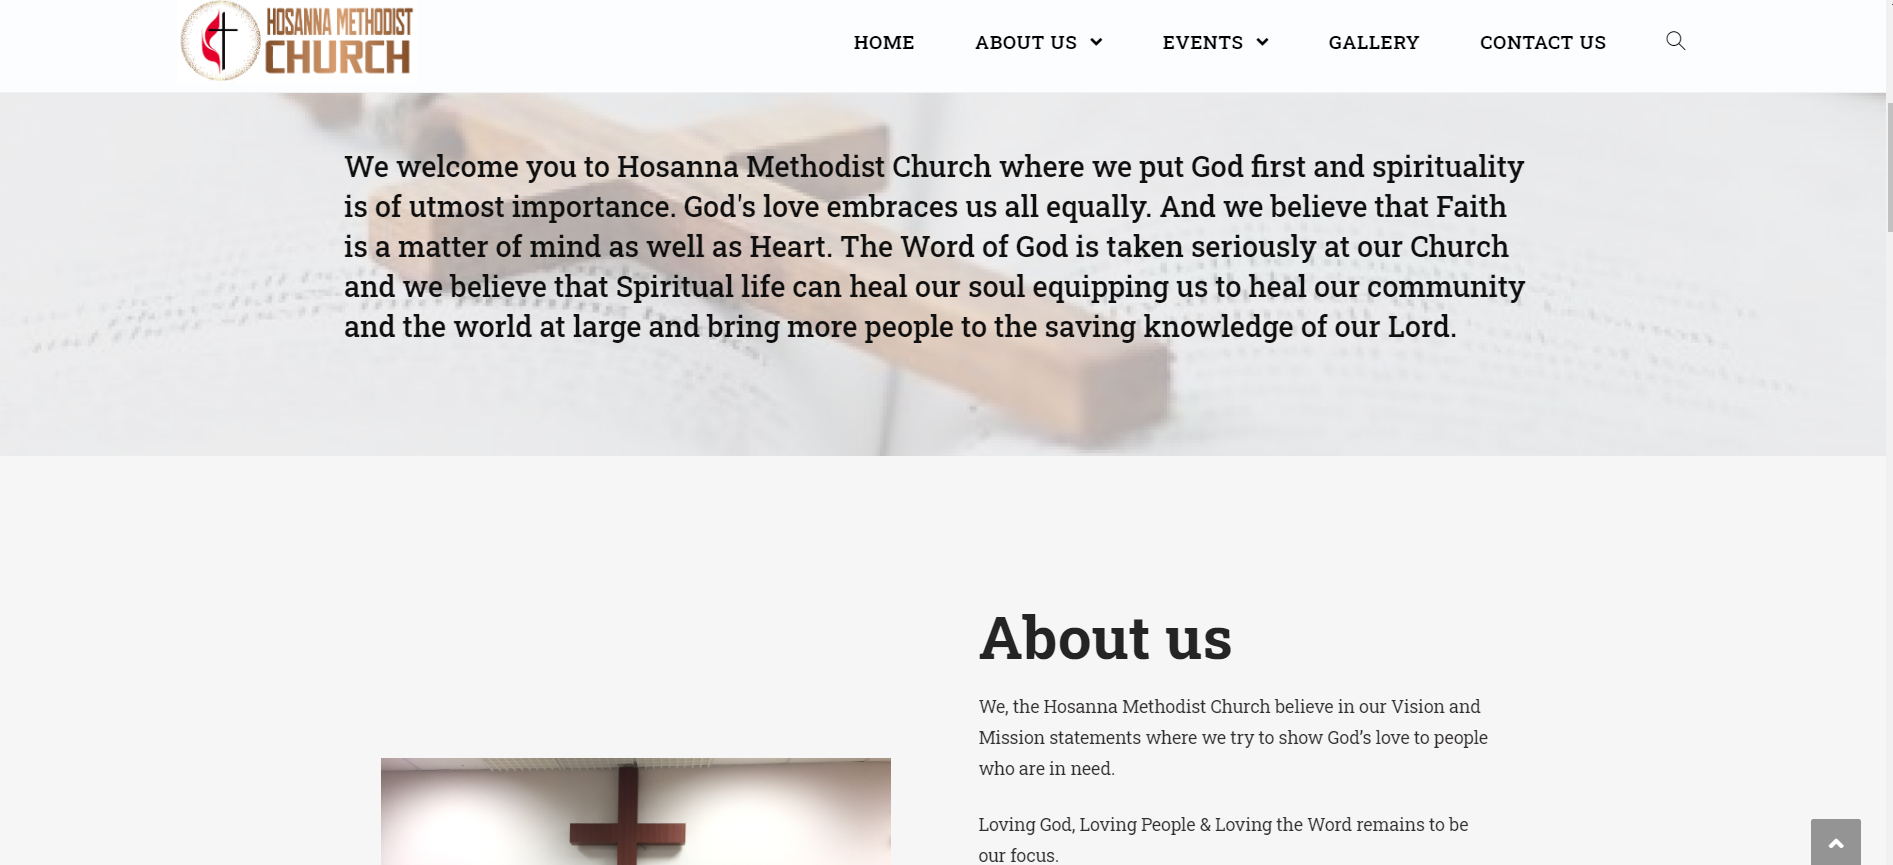 HOSANNA METHODIST
CHURCH
HOME
ABOUT US
EVENTS
GALLERY
CONTACT US
We welcome you to Hosanna Methodist Church where we put God first and spirituality
is of utmost importance. God's love embraces us all equally. And we believe that Faith
is a matter of mind as well as Heart. The Word of God is taken seriously at our Church
and we believe that Spiritual life can heal our soul equipping us to heal our community
and the world at large and bring more people to the saving knowledge of our Lord.
About us
We, the Hosanna Methodist Church believe in our Vision and
Mission statements where we try to show God’s love to people
who are in need.
Loving God, Loving People & Loving the Word remains to be
our focus.